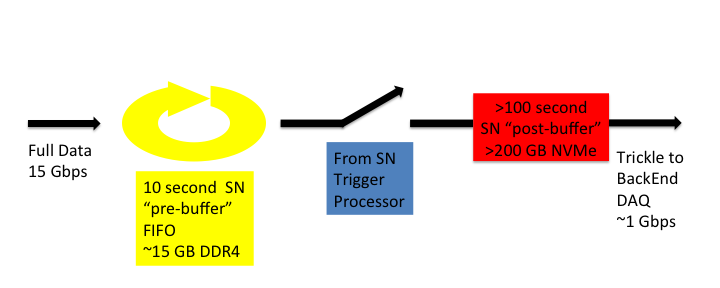 Full Data
15 Gbps
10 second SN
“pre-buffer”
FIFO
~15 GB DDR4
From SN
Trigger
Processor
>100 second
SN “post-buffer”
>200 GB NVMe
Trickle to
BackEnd
DAQ
~1 Gbps